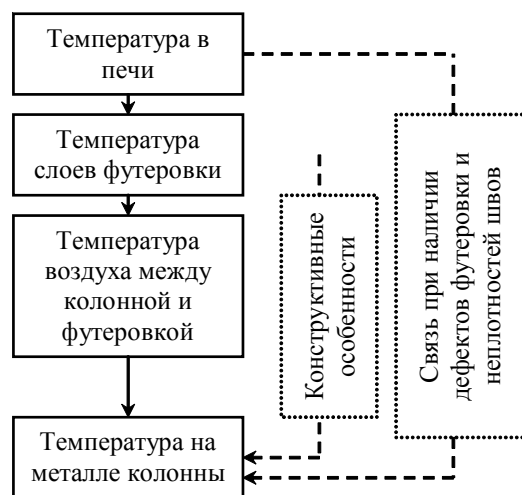 Температура в
печи
Температура
слоев футеровки
Температура
воздуха между
колонной и
футеровкой
Температура на
металле колонны
Конструктивные
особенности
Связь при наличии
дефектов футеровки и
неплотностей швов